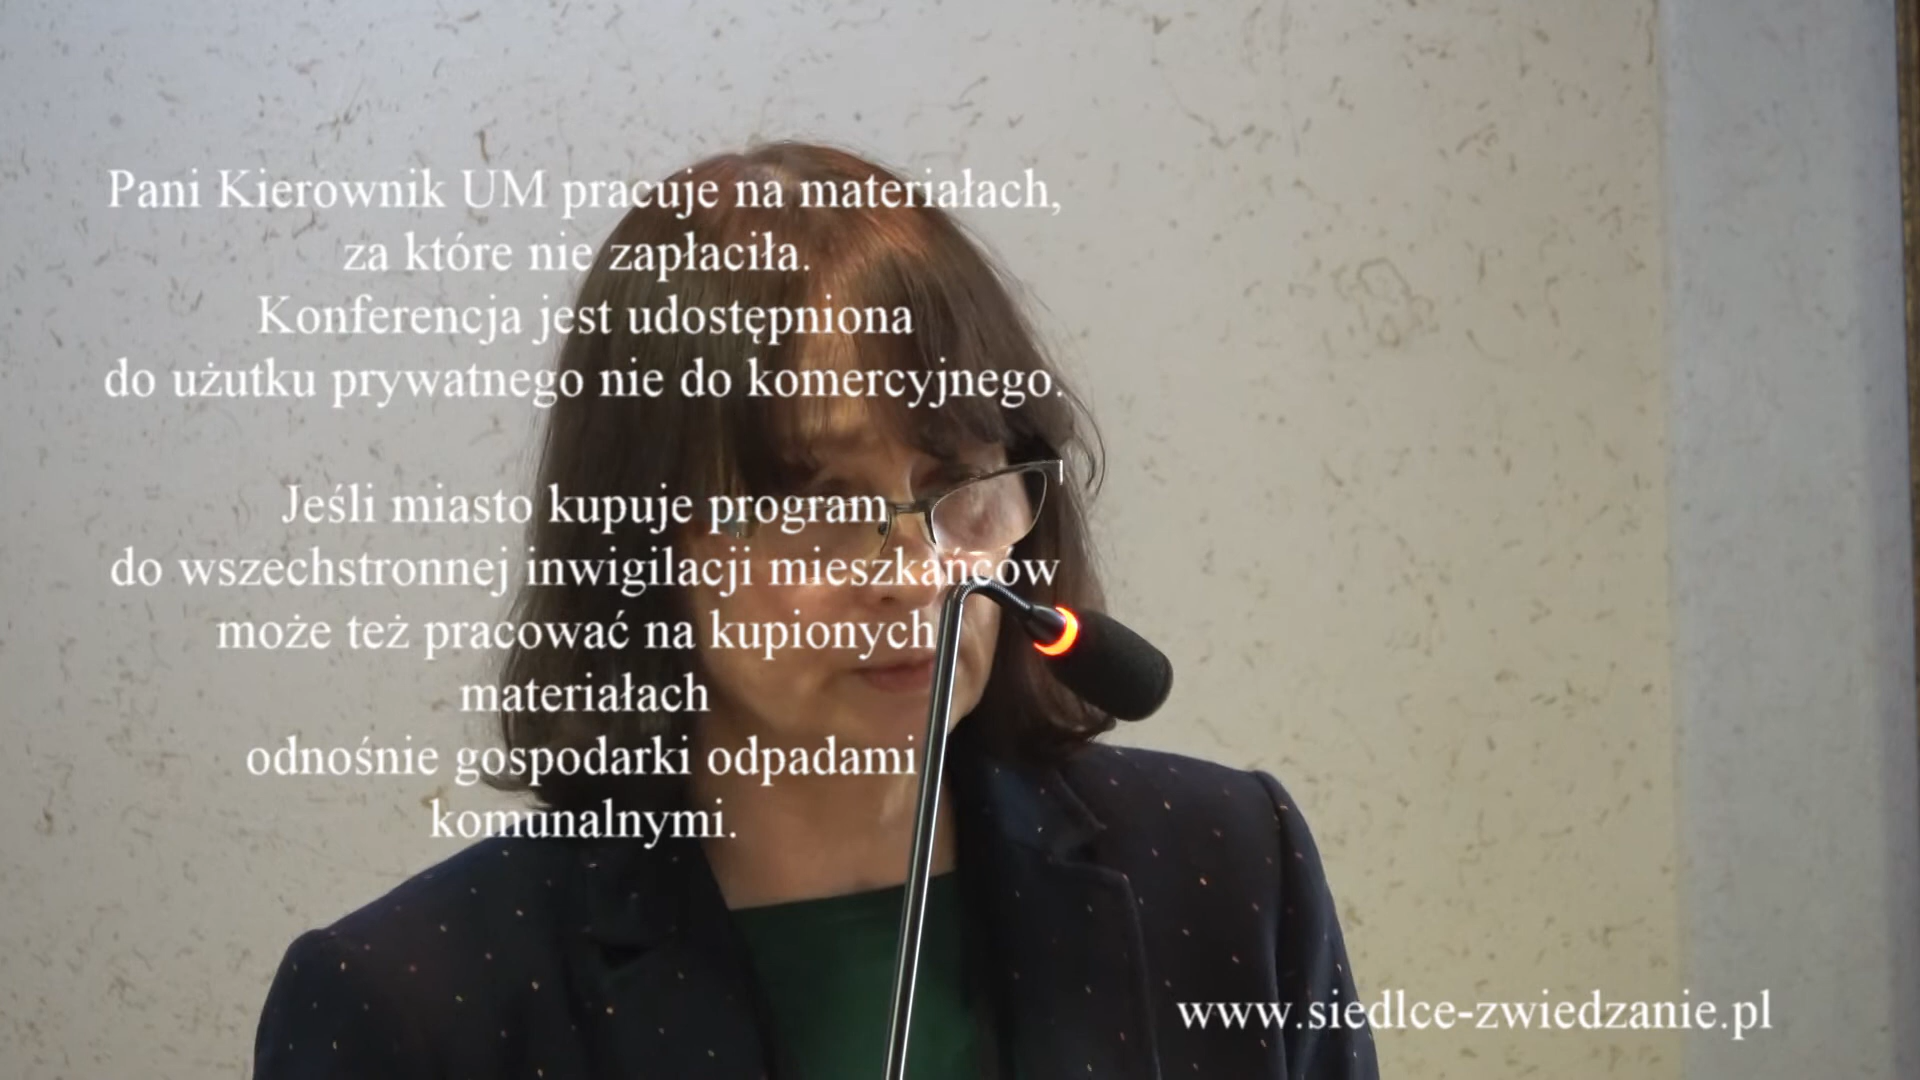 Pani Kierownik UM pracuje na materiałach,
za które nie zapłaciła.
Konferencja jest udostępniona
do użutku prywatnego nie do komercyjnego.
Jeśli miasto kupuje program
do wszechstronnej inwigilacji mieszkańców
może też pracować na kupionych
materiałach
odnośnie gospodarki odpadami
komunalnymi.
www.siedlce-zwiedzanie.pl